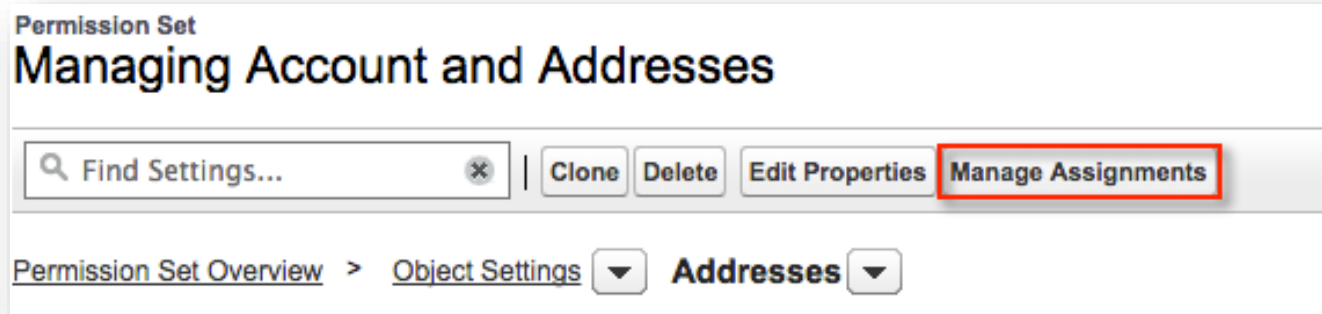 Permission Set
Managing Account and Addresses
Find Settings... Clone Delete Edit Properties Manage Assignments
Permission Set Overview > Object Settings Addresses